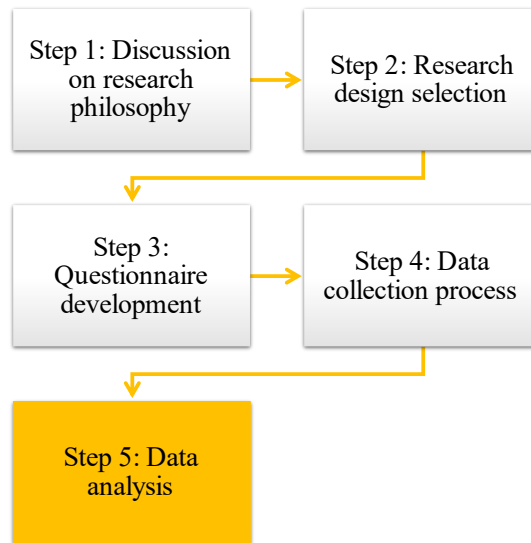 Step 1: Discussion
on research
philosophy
Step 2: Research
design selection
Step 3:
Questionnaire
development
Step 4: Data
collection process
Step 5: Data
analysis